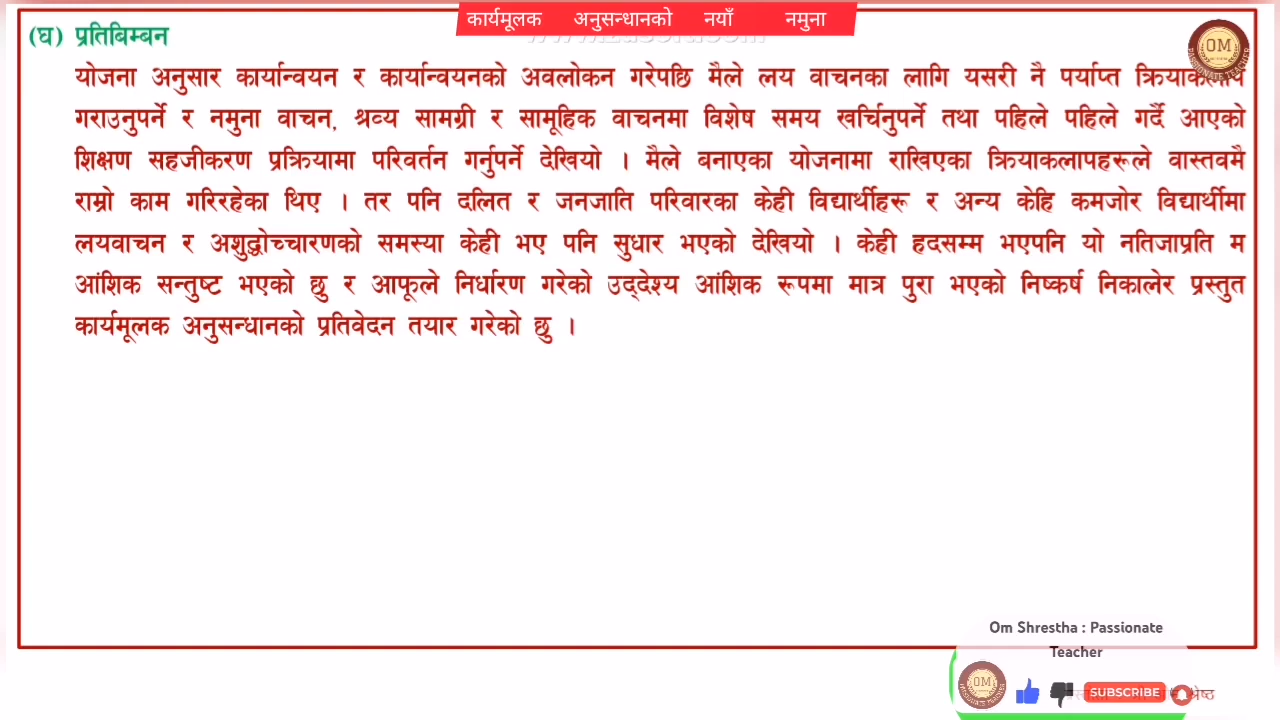 कार्यमूलक अनुसन्धानको नयाँ नमुना
(घ) प्रतिबिम्बन
योजना अनुसार कार्यान्वयन र कार्यान्वयनको अवलोकन गरेपछि मैले लय वाचनका लागि यसरी नै पर्याप्त क्रियाकलाप
गराउनुपर्ने र नमुना वाचन, श्रव्य सामग्री र सामूहिक वाचनमा विशेष समय खर्चिनुपर्ने तथा पहिले पहिले गर्दै आएको
शिक्षण सहजीकरण प्रक्रियामा परिवर्तन गर्नुपर्ने देखियो । मैले बनाएका योजनामा राखिएका क्रियाकलापहरूले वास्तवमै
राम्रो काम गरिरहेका थिए । तर पनि दलित र जनजाति परिवारका केही विद्यार्थीहरू र अन्य केहि कमजोर विद्यार्थीमा
लयवाचन र अशुद्धोच्चारणको समस्या केही भए पनि सुधार भएको देखियो । केही हदसम्म भएपनि यो नतिजाप्रति म
आंशिक सन्तुष्ट भएको छु र आफूले निर्धारण गरेको उद्देश्य आंशिक रूपमा मात्र पुरा भएको निष्कर्ष निकालेर प्रस्तुत
कार्यमूलक अनुसन्धानको प्रतिवेदन तयार गरेको छु ।
OM
PASSIONATE TEACHER
Om Shrestha : Passionate
Teacher
OM
SUBSCRIBE
श्रेष्ठ